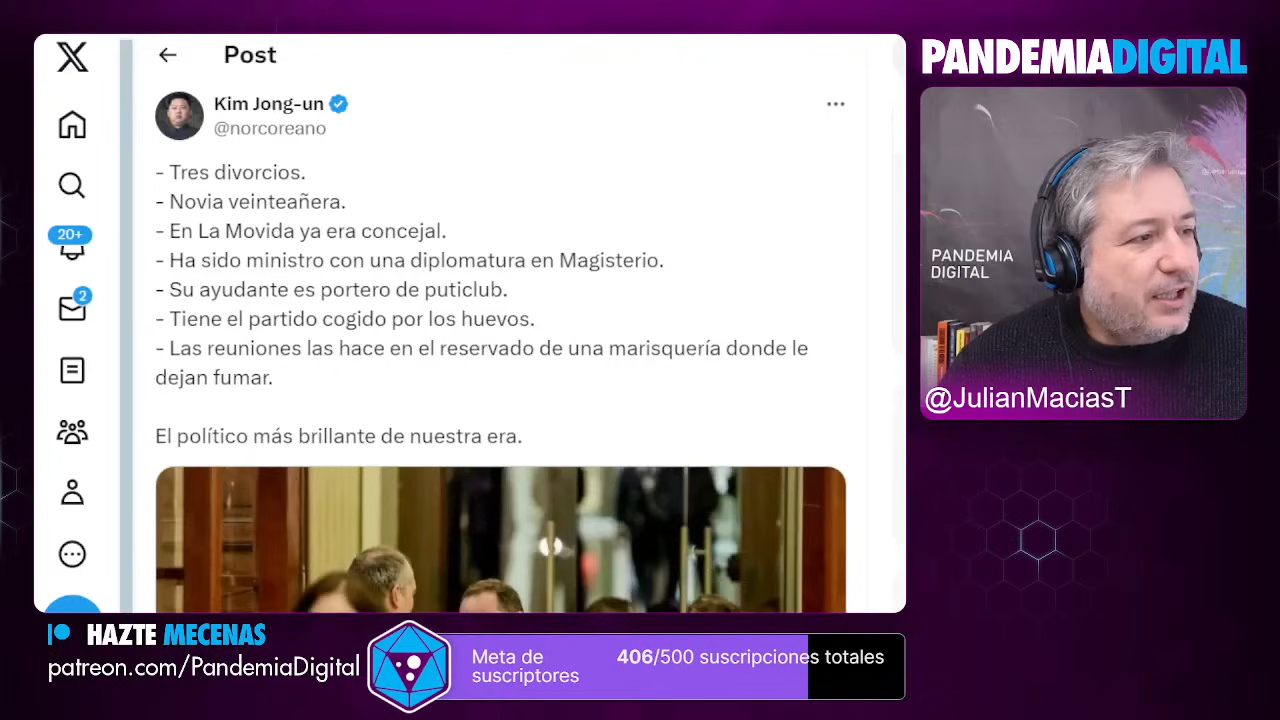 Post
Kim Jong-un
@norcoreano
- Tres divorcios.
- Novia veinteañera.
- En La Movida ya era concejal.
- Ha sido ministro con una diplomatura en Magisterio.
- Su ayudante es portero de puticlub.
- Tiene el partido cogido por los huevos.
- Las reuniones las hace en el reservado de una marisquería donde le
dejan fumar.
El político más brillante de nuestra era.
20+
2
PANDEMIADIGITAL
PANDEMIA
DIGITAL
@JulianMaciasT
HAZTE MECENAS
patreon.com/PandemiaDigital
Meta de
suscriptores
406/500 suscripciones totales